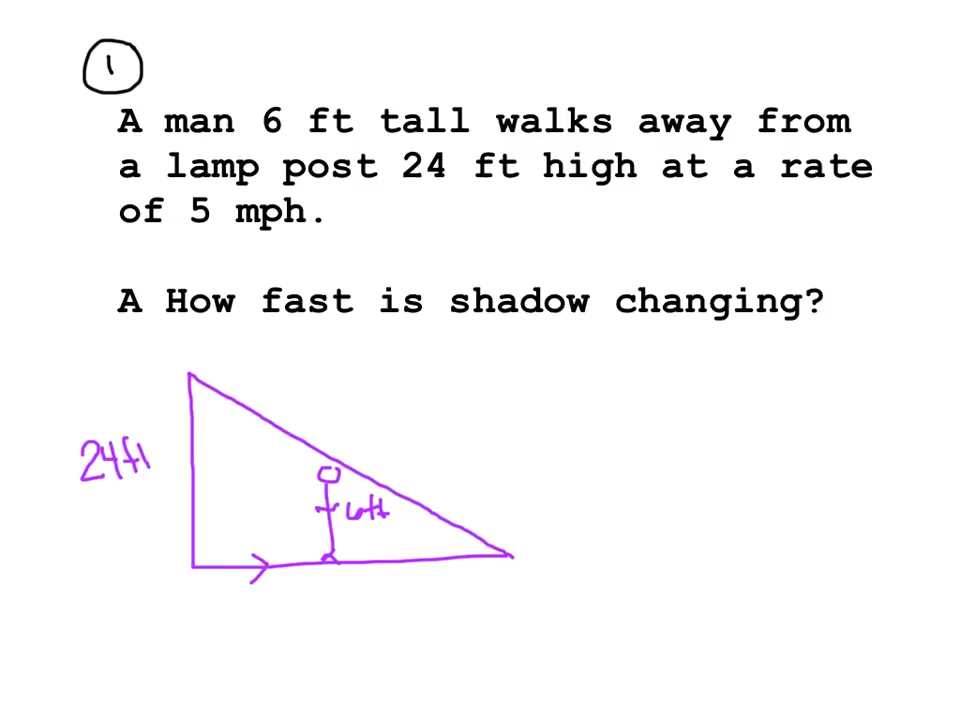 1
A man 6 ft tall walks away from
a lamp post 24 ft high at a rate
of 5 mph.
A How fast is shadow changing?
24ft
6ft